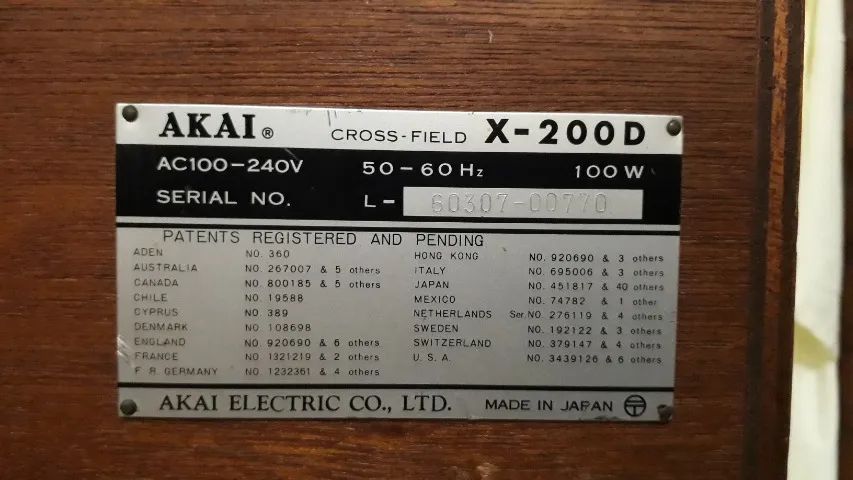 AKAI® CROSS-FIELD X-200D
AC100-240V 50-60Hz 100W
SERIAL NO. L- 60307-00770
PATENTS REGISTERED AND PENDING
ADEN NO. 360
AUSTRALIA NO. 267007 & 5 others
CANADA NO. 800185 & 5 others
CHILE NO. 19588
CYPRUS NO. 389
DENMARK NO. 108698
ENGLAND NO. 920690 & 6 others
FRANCE NO. 1321219 & 2 others
F. R. GERMANY NO. 1232361 & 4 others
HONG KONG NO. 920690 & 3 others
ITALY NO. 695006 & 3 others
JAPAN NO. 451817 & 40 others
MEXICO NO. 74782 & 1 other
NETHERLANDS Ser. NO. 276119 & 4 others
SWEDEN NO. 192122 & 3 others
SWITZERLAND NO. 379147 & 4 others
U. S. A. NO. 3439126 & 6 others
AKAI ELECTRIC CO., LTD. MADE IN JAPAN